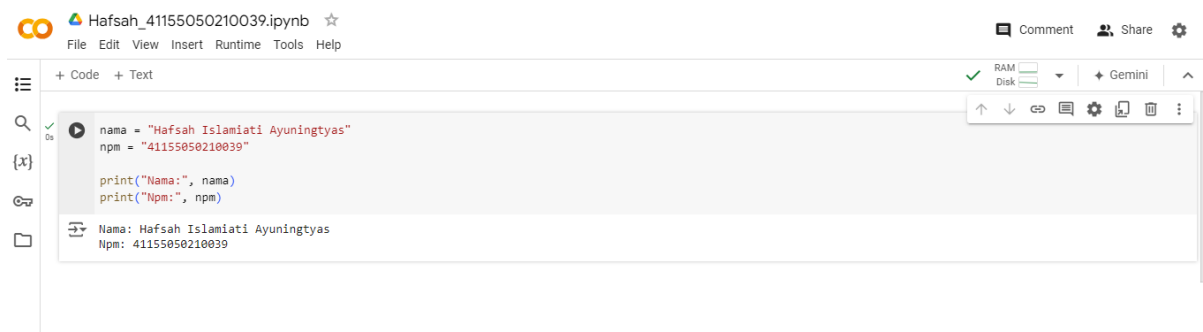 Hafsah_41155050210039.ipynb
File Edit View Insert Runtime Tools Help
Comment Share
+ Code + Text
RAM
Disk
Gemini
{x}
0s
nama = "Hafsah Islamiati Ayuningtyas"
npm = "41155050210039"
print("Nama:", nama)
print("Npm:", npm)
Nama: Hafsah Islamiati Ayuningtyas
Npm: 41155050210039